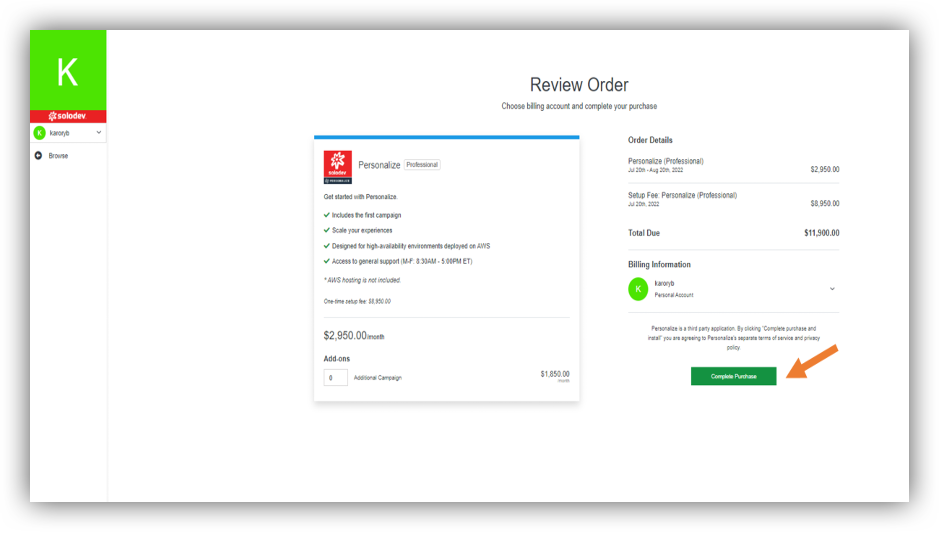 K
solodev
K karoryb
Browse
Review Order
Choose billing account and complete your purchase
solodev
PERSONALIZE
Personalize Professional
Get started with Personalize.
Includes the first campaign
Scale your experiences
Designed for high-availability environments deployed on AWS
Access to general support (M-F: 8:30AM - 5:00PM ET)
* AWS hosting is not included.
One-time setup fee: $8,950.00
$2,950.00/month
Add-ons
0 Additional Campaign $1,850.00
/month
Order Details
Personalize (Professional)
Jul 20th - Aug 20th, 2022 $2,950.00
Setup Fee: Personalize (Professional)
Jul 20th, 2022 $8,950.00
Total Due $11,900.00
Billing Information
K karoryb
Personal Account
Personalize is a third party application. By clicking "Complete purchase and
install" you are agreeing to Personalize's separate terms of service and privacy
policy.
Complete Purchase